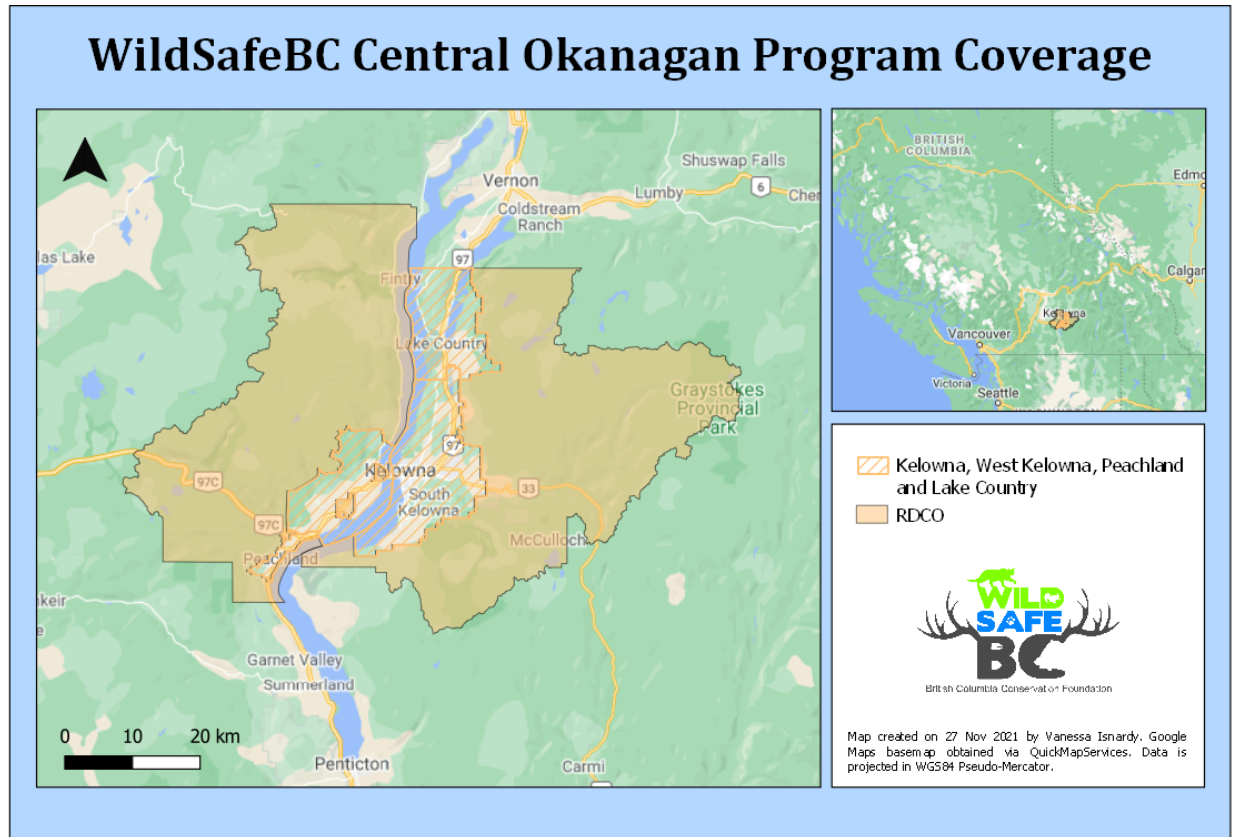 WildSafeBC Central Okanagan Program Coverage
Shuswap Falls
Vernon
6
Lumby
Cher
Coldstream
Ranch
las Lake
97
Fintry
Lake Country
Graystokes
Provincial
Park
97
Kelowna
97C
33
South
Kelowna
97C
McCulloch
Peachland
nkeir
Garnet Valley
Summerland
0 10 20 km
Penticton
Carmi
BRITISH
COLUMBIA
Edmo
Calgar
Kelowna
Vancouver
Victoria
Seattle
Kelowna, West Kelowna, Peachland
and Lake Country
RDCO
WILD
SAFE
BC
British Columbia Conservation Foundation
Map created on 27 Nov 2021 by Vanessa Isnardy. Google
Maps basemap obtained via QuickMapServices. Data is
projected in WGS84 Pseudo-Mercator.